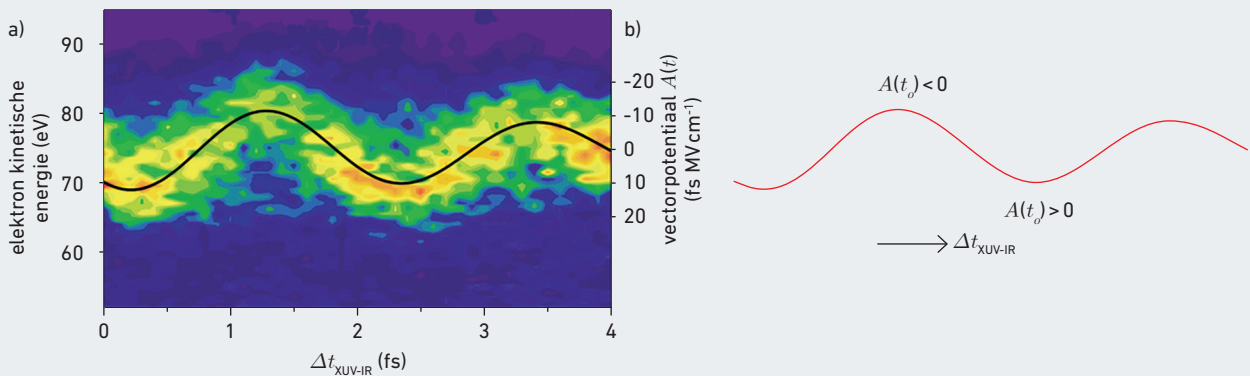 a)
90
80
70
60
elektron kinetische
energie (eV)
0 1 2 3 4
Δt_XUV-IR (fs)
b)
-20
-10
0
10
20
vectorpotentiaal A(t)
(fs MV cm⁻¹)
A(t_o) < 0
A(t_o) > 0
Δt_XUV-IR